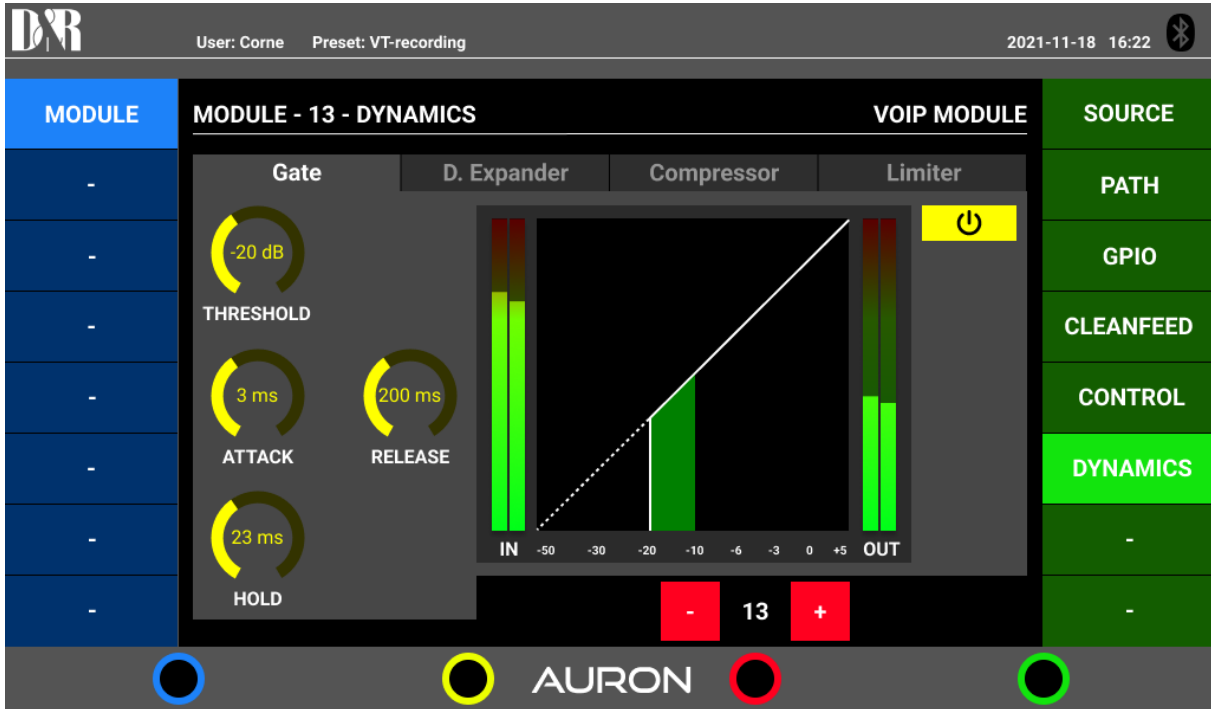 D&R
User: Corne Preset: VT-recording 2021-11-18 16:22
MODULE
-
-
-
-
-
-
-
MODULE - 13 - DYNAMICS VOIP MODULE
Gate D. Expander Compressor Limiter
-20 dB
THRESHOLD
3 ms 200 ms
ATTACK RELEASE
23 ms
HOLD
IN -50 -30 -20 -10 -6 -3 0 +5 OUT
- 13 +
SOURCE
PATH
GPIO
CLEANFEED
CONTROL
DYNAMICS
-
-
AURON